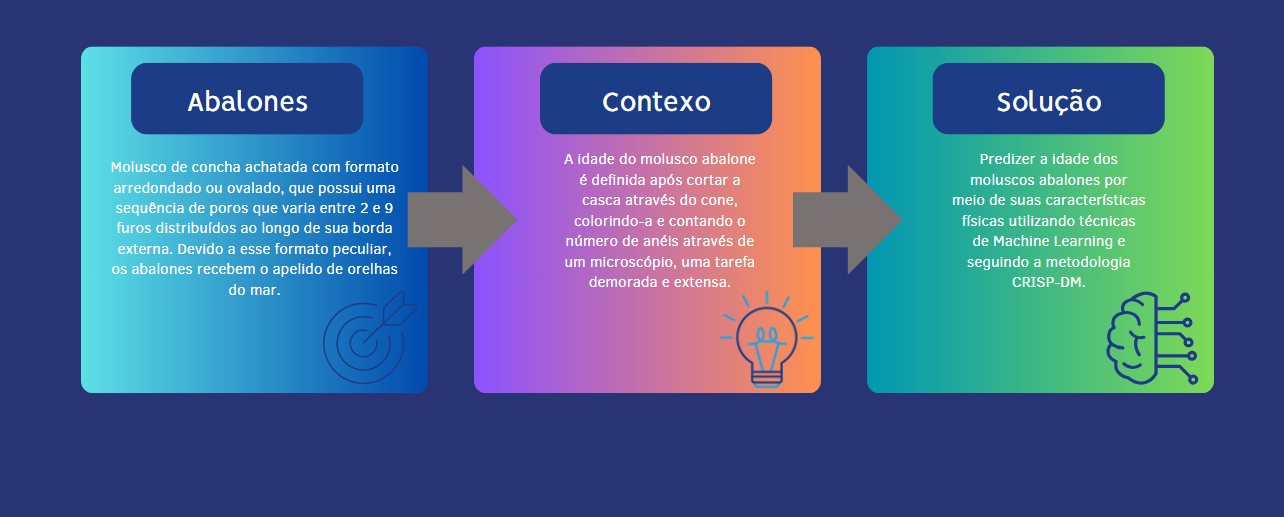 Abalones
Molusco de concha achatada com formato
arredondado ou ovalado, que possui uma
sequência de poros que varia entre 2 e 9
furos distribuídos ao longo de sua borda
externa. Devido a esse formato peculiar,
os abalones recebem o apelido de orelhas
do mar.
Contexo
A idade do molusco abalone
é definida após cortar a
casca através do cone,
colorindo-a e contando o
número de anéis através de
um microscópio, uma tarefa
demorada e extensa.
Solução
Predizer a idade dos
moluscos abalones por
meio de suas características
físicas utilizando técnicas
de Machine Learning e
seguindo a metodologia
CRISP-DM.